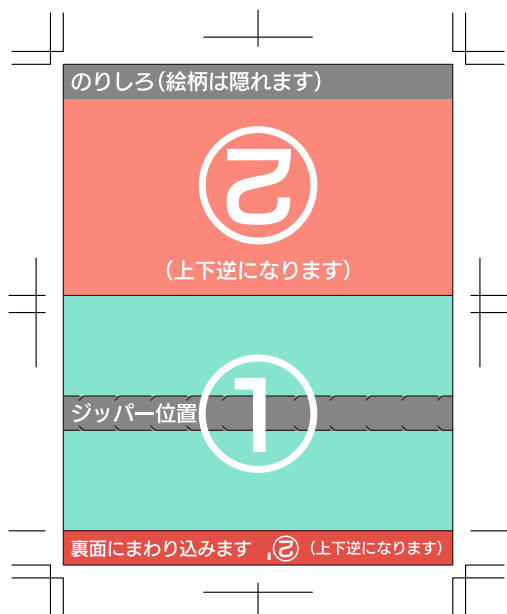 のりしろ(絵柄は隠れます)
②
(上下逆になります)
①
ジッパー位置
裏面にまわり込みます ②'(上下逆になります)